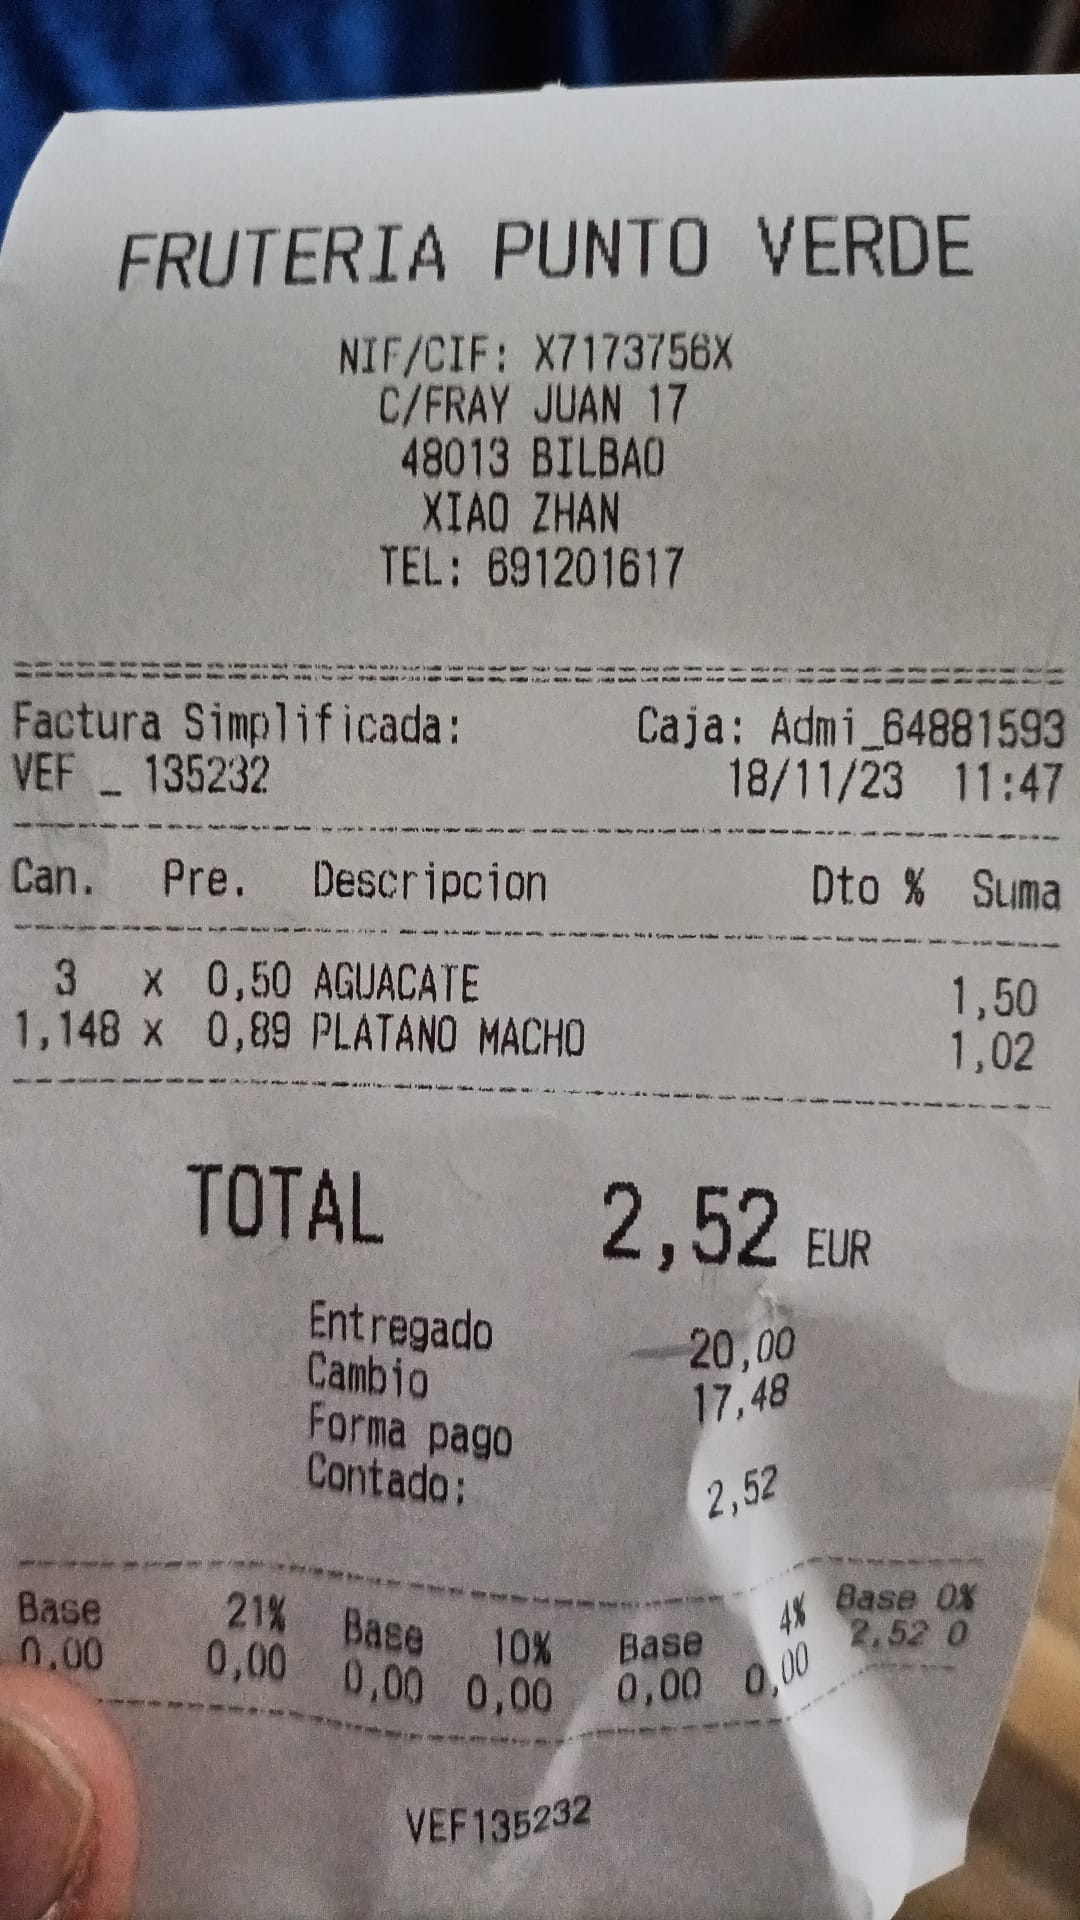 FRUTERIA PUNTO VERDE
NIF/CIF: X7173756X
C/FRAY JUAN 17
48013 BILBAO
XIAO ZHAN
TEL: 691201617
Factura Simplificada: Caja: Admi_64881593
VEF _ 135232 18/11/23 11:47
Can. Pre. Descripcion Dto % Suma
3 x 0,50 AGUACATE 1,50
1,148 x 0,89 PLATANO MACHO 1,02
TOTAL 2,52 EUR
Entregado 20,00
Cambio 17,48
Forma pago
Contado: 2,52
Base 21% Base 10% Base 4% Base 0%
0,00 0,00 0,00 0,00 0,00 0,00 2,52 0
VEF135232